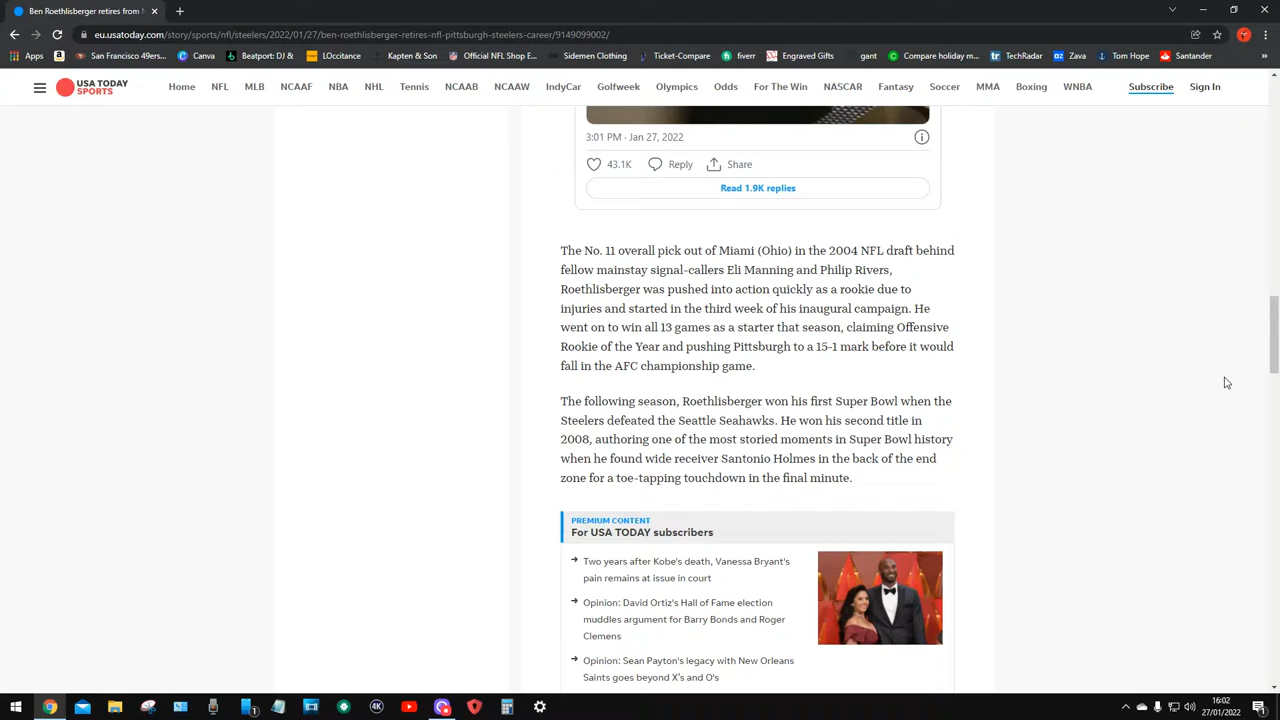 Ben Roethlisberger retires from N
eu.usatoday.com/story/sports/nfl/steelers/2022/01/27/ben-roethlisberger-retires-nfl-pittsburgh-steelers-career/9149099002/
Apps Canva Beatport: DJ & LOccitane Kapten & Son Official NFL Shop E... Sidemen Clothing Ticket-Compare fiverr Engraved Gifts gant Compare holiday m... TechRadar Zava Tom Hope Santander »
USA TODAY
SPORTS
Home NFL MLB NCAAF NBA NHL Tennis NCAAB NCAAW IndyCar Golfweek Olympics Odds For The Win NASCAR Fantasy Soccer MMA Boxing WNBA Subscribe Sign In
3:01 PM · Jan 27, 2022
43.1K Reply Share
Read 1.9K replies
The No. 11 overall pick out of Miami (Ohio) in the 2004 NFL draft behind
fellow mainstay signal-callers Eli Manning and Philip Rivers,
Roethlisberger was pushed into action quickly as a rookie due to
injuries and started in the third week of his inaugural campaign. He
went on to win all 13 games as a starter that season, claiming Offensive
Rookie of the Year and pushing Pittsburgh to a 15-1 mark before it would
fall in the AFC championship game.
The following season, Roethlisberger won his first Super Bowl when the
Steelers defeated the Seattle Seahawks. He won his second title in
2008, authoring one of the most storied moments in Super Bowl history
when he found wide receiver Santonio Holmes in the back of the end
zone for a toe-tapping touchdown in the final minute.
PREMIUM CONTENT
For USA TODAY subscribers
Two years after Kobe's death, Vanessa Bryant's
pain remains at issue in court
Opinion: David Ortiz's Hall of Fame election
muddles argument for Barry Bonds and Roger
Clemens
Opinion: Sean Payton's legacy with New Orleans
Saints goes beyond X's and O's
16:02
27/01/2022